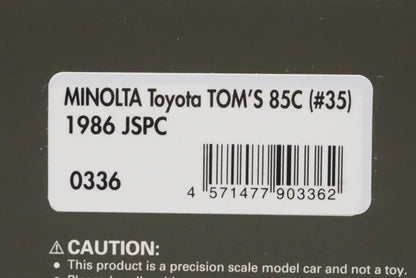 MINOLTA Toyota TOM'S 85C (#35)
1986 JSPC
0336
4 571477 903362
⚠ CAUTION:
• This product is a precision scale model car and not a toy.